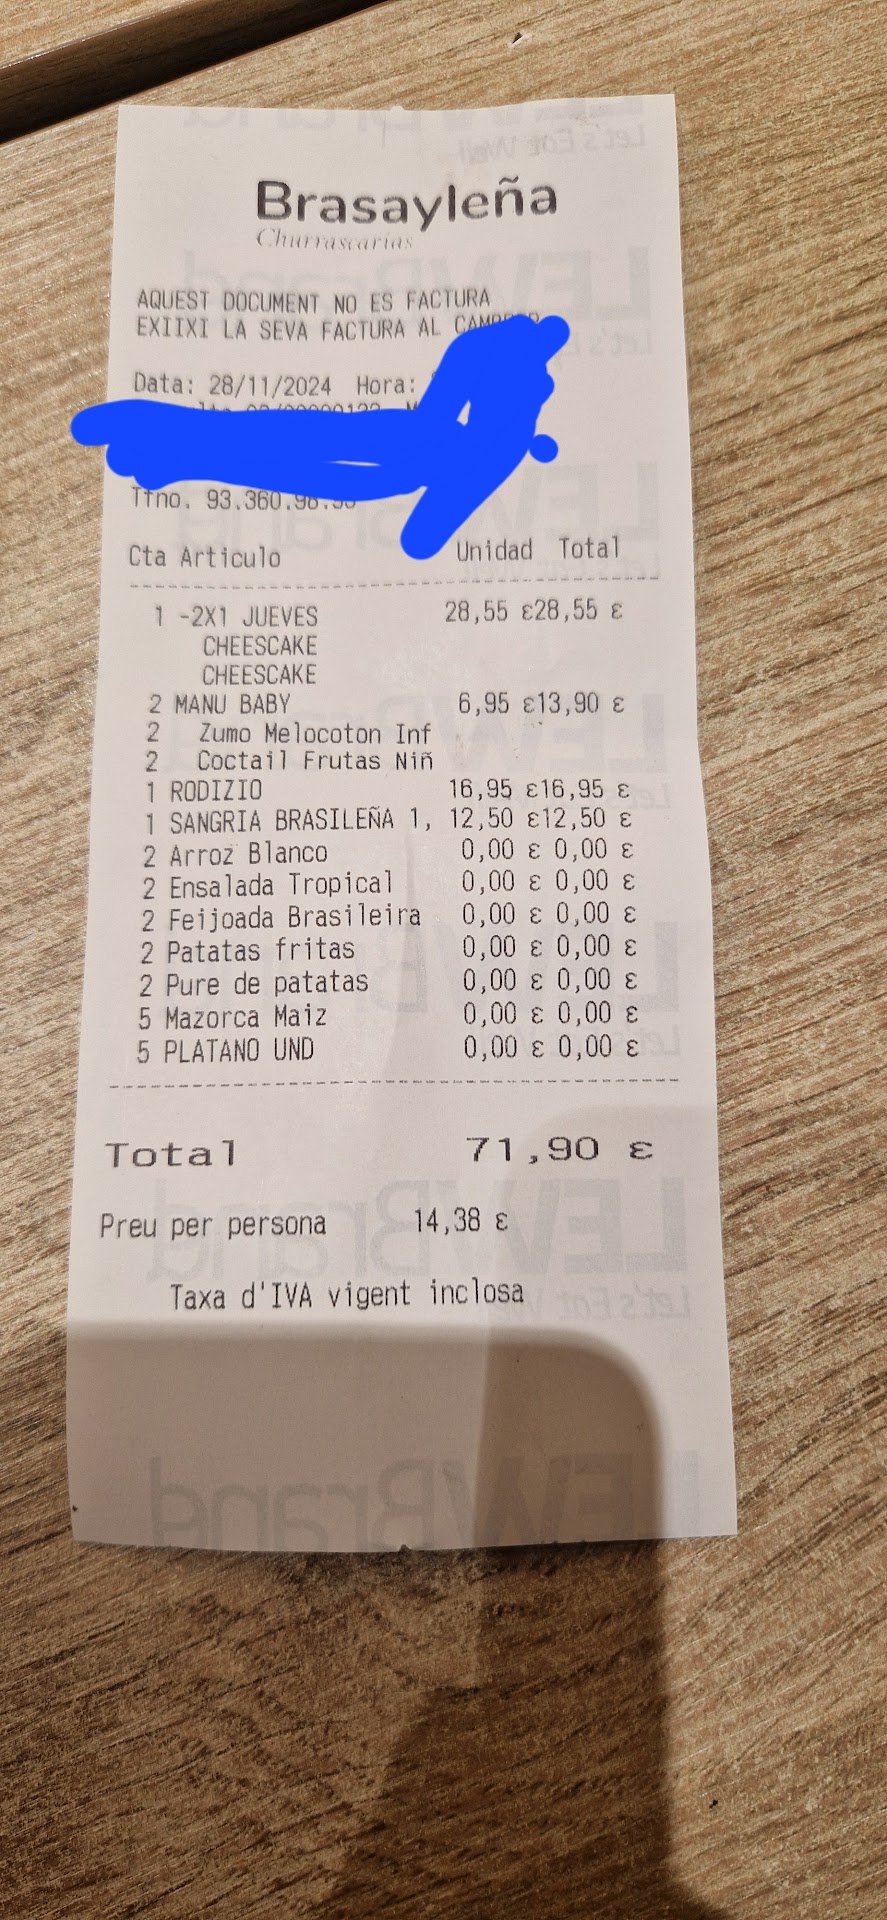 Brasayleña
Churrascarias
AQUEST DOCUMENT NO ES FACTURA
EXIIXI LA SEVA FACTURA AL
Data: 28/11/2024 Hora:
Tfno. 93.360.
Cta Articulo Unidad Total
1 -2X1 JUEVES 28,55 €28,55 €
CHEESCAKE
CHEESCAKE
2 MANU BABY 6,95 €13,90 €
2 Zumo Melocoton Inf
2 Coctail Frutas Niñ
1 RODIZIO 16,95 €16,95 €
1 SANGRIA BRASILEÑA 1, 12,50 €12,50 €
2 Arroz Blanco 0,00 € 0,00 €
2 Ensalada Tropical 0,00 € 0,00 €
2 Feijoada Brasileira 0,00 € 0,00 €
2 Patatas fritas 0,00 € 0,00 €
2 Pure de patatas 0,00 € 0,00 €
5 Mazorca Maiz 0,00 € 0,00 €
5 PLATANO UND 0,00 € 0,00 €
Total 71,90 €
Preu per persona 14,38 €
Taxa d'IVA vigent inclosa